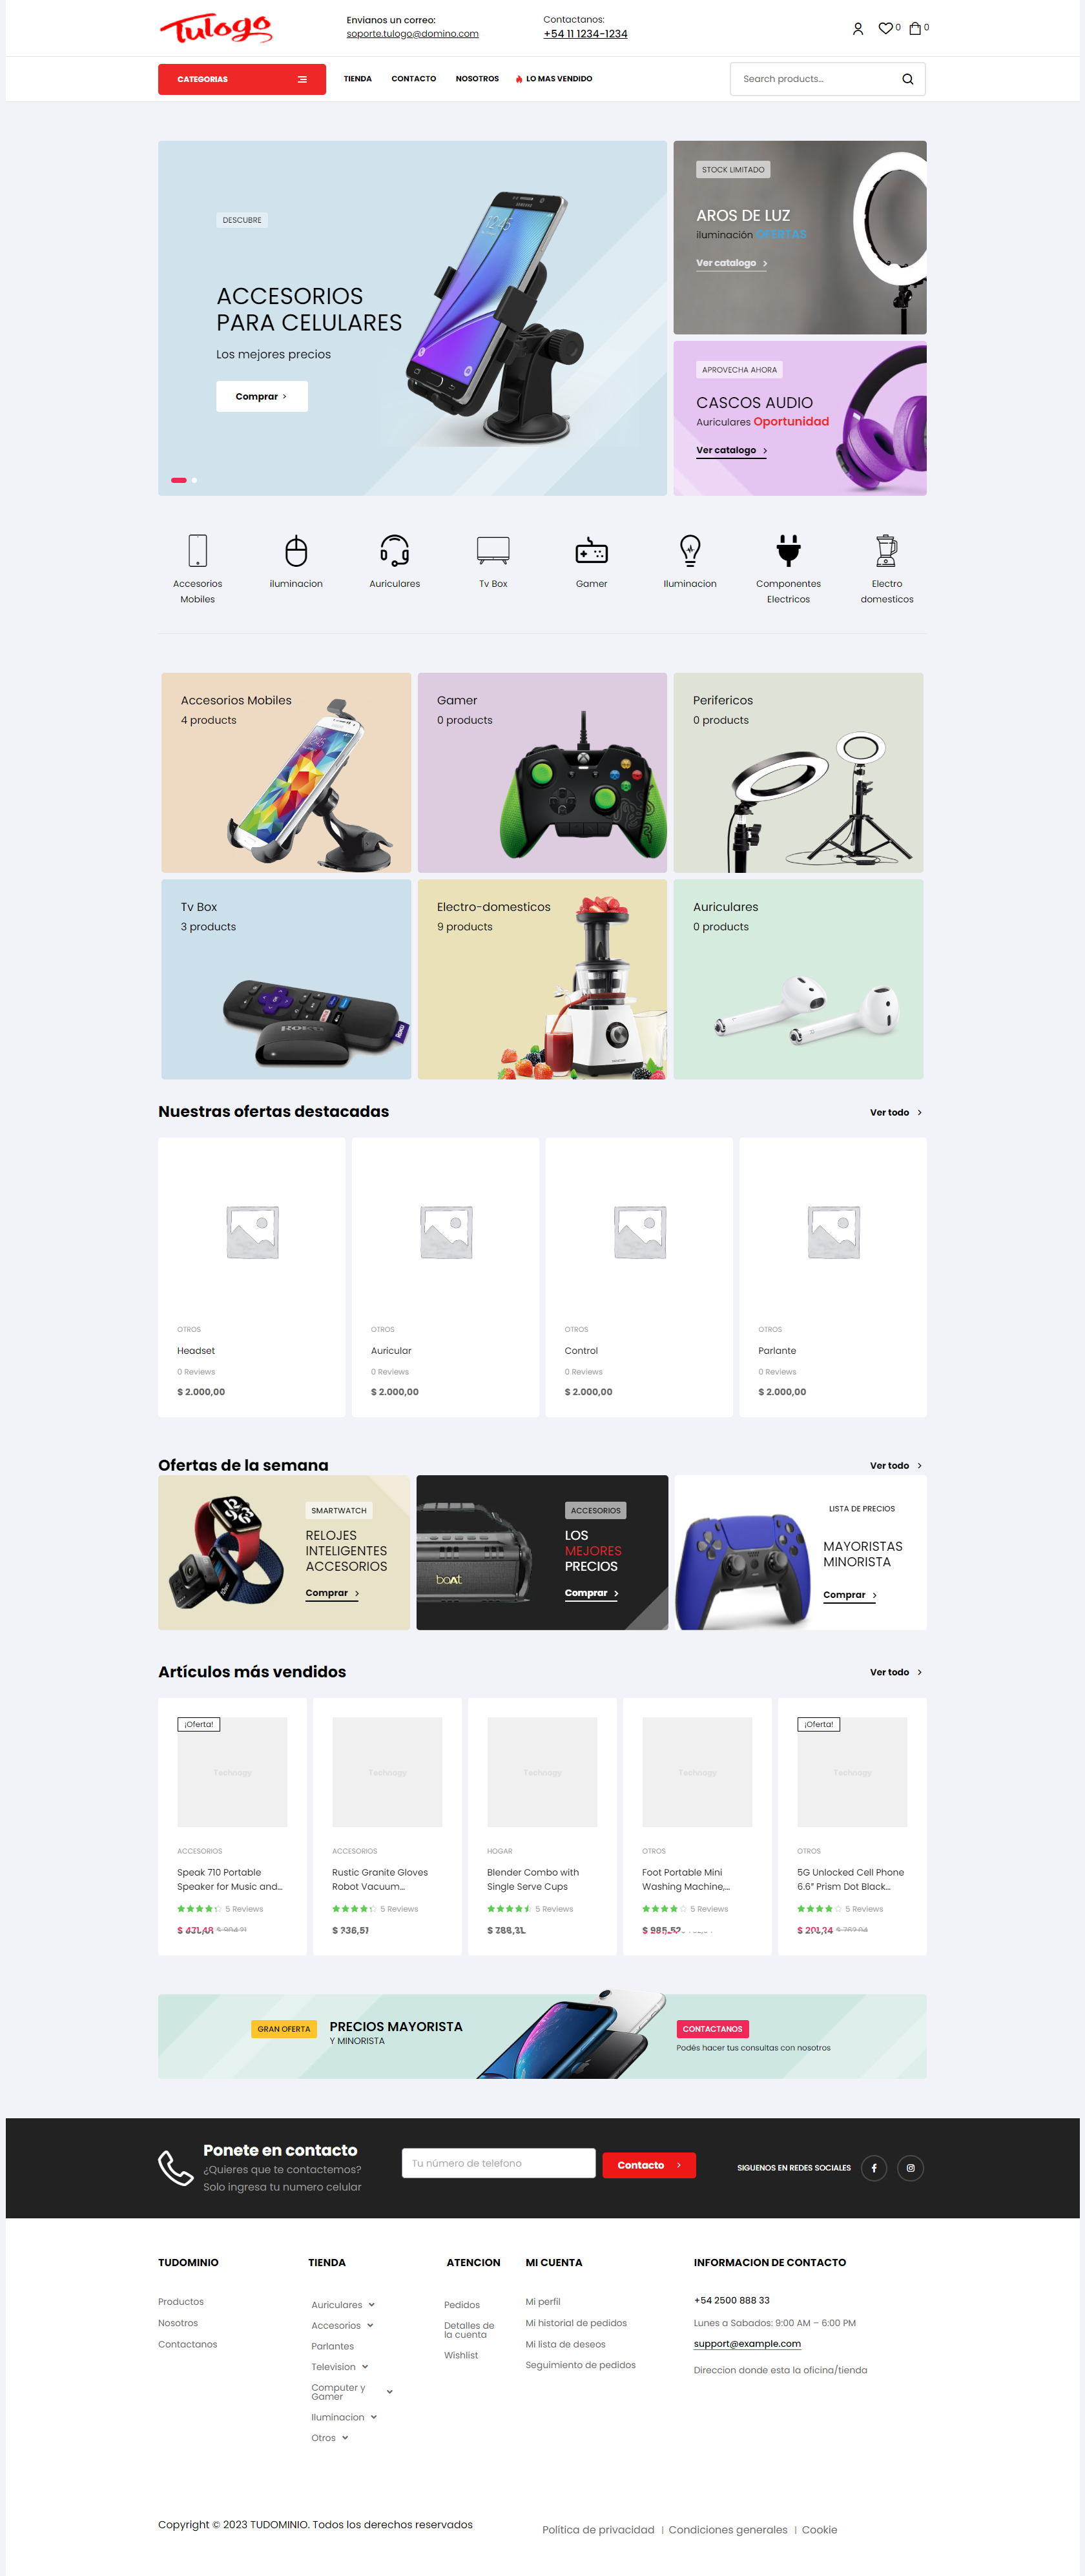 Tulogo
Envianos un correo:
soporte.tulogo@domino.com
Contactanos:
+54 11 1234-1234
0
0
CATEGORIAS
TIENDA
CONTACTO
NOSOTROS
LO MAS VENDIDO
Search products...
DESCUBRE
ACCESORIOS
PARA CELULARES
Los mejores precios
Comprar
STOCK LIMITADO
AROS DE LUZ
iluminación OFERTAS
Ver catalogo
APROVECHA AHORA
CASCOS AUDIO
Auriculares Oportunidad
Ver catalogo
Accesorios
Mobiles
iluminacion
Auriculares
Tv Box
Gamer
Iluminacion
Componentes
Electricos
Electro
domesticos
Accesorios Mobiles
4 products
Gamer
0 products
Perifericos
0 products
Tv Box
3 products
Electro-domesticos
9 products
Auriculares
0 products
Nuestras ofertas destacadas
Ver todo
OTROS
Headset
0 Reviews
$ 2.000,00
OTROS
Auricular
0 Reviews
$ 2.000,00
OTROS
Control
0 Reviews
$ 2.000,00
OTROS
Parlante
0 Reviews
$ 2.000,00
Ofertas de la semana
Ver todo
SMARTWATCH
RELOJES
INTELIGENTES
ACCESORIOS
Comprar
boAt
ACCESORIOS
LOS
MEJORES
PRECIOS
Comprar
LISTA DE PRECIOS
MAYORISTAS
MINORISTA
Comprar
Artículos más vendidos
Ver todo
¡Oferta!
Technogy
ACCESORIOS
Speak 710 Portable
Speaker for Music and...
5 Reviews
Technogy
ACCESORIOS
Rustic Granite Gloves
Robot Vacuum...
5 Reviews
Technogy
HOGAR
Blender Combo with
Single Serve Cups
5 Reviews
Technogy
OTROS
Foot Portable Mini
Washing Machine,...
5 Reviews
¡Oferta!
Technogy
OTROS
5G Unlocked Cell Phone
6.6″ Prism Dot Black...
5 Reviews
GRAN OFERTA
PRECIOS MAYORISTA
Y MINORISTA
CONTACTANOS
Podés hacer tus consultas con nosotros
Ponete en contacto
¿Quieres que te contactemos?
Solo ingresa tu numero celular
Tu número de telefono
Contacto
SIGUENOS EN REDES SOCIALES
TUDOMINIO
Productos
Nosotros
Contactanos
TIENDA
Auriculares
Accesorios
Parlantes
Television
Computer y
Gamer
Iluminacion
Otros
ATENCION
Pedidos
Detalles de
la cuenta
Wishlist
MI CUENTA
Mi perfil
Mi historial de pedidos
Mi lista de deseos
Seguimiento de pedidos
INFORMACION DE CONTACTO
+54 2500 888 33
Lunes a Sabados: 9:00 AM – 6:00 PM
support@example.com
Direccion donde esta la oficina/tienda
Copyright © 2023 TUDOMINIO. Todos los derechos reservados
Politica de privacidad | Condiciones generales | Cookie